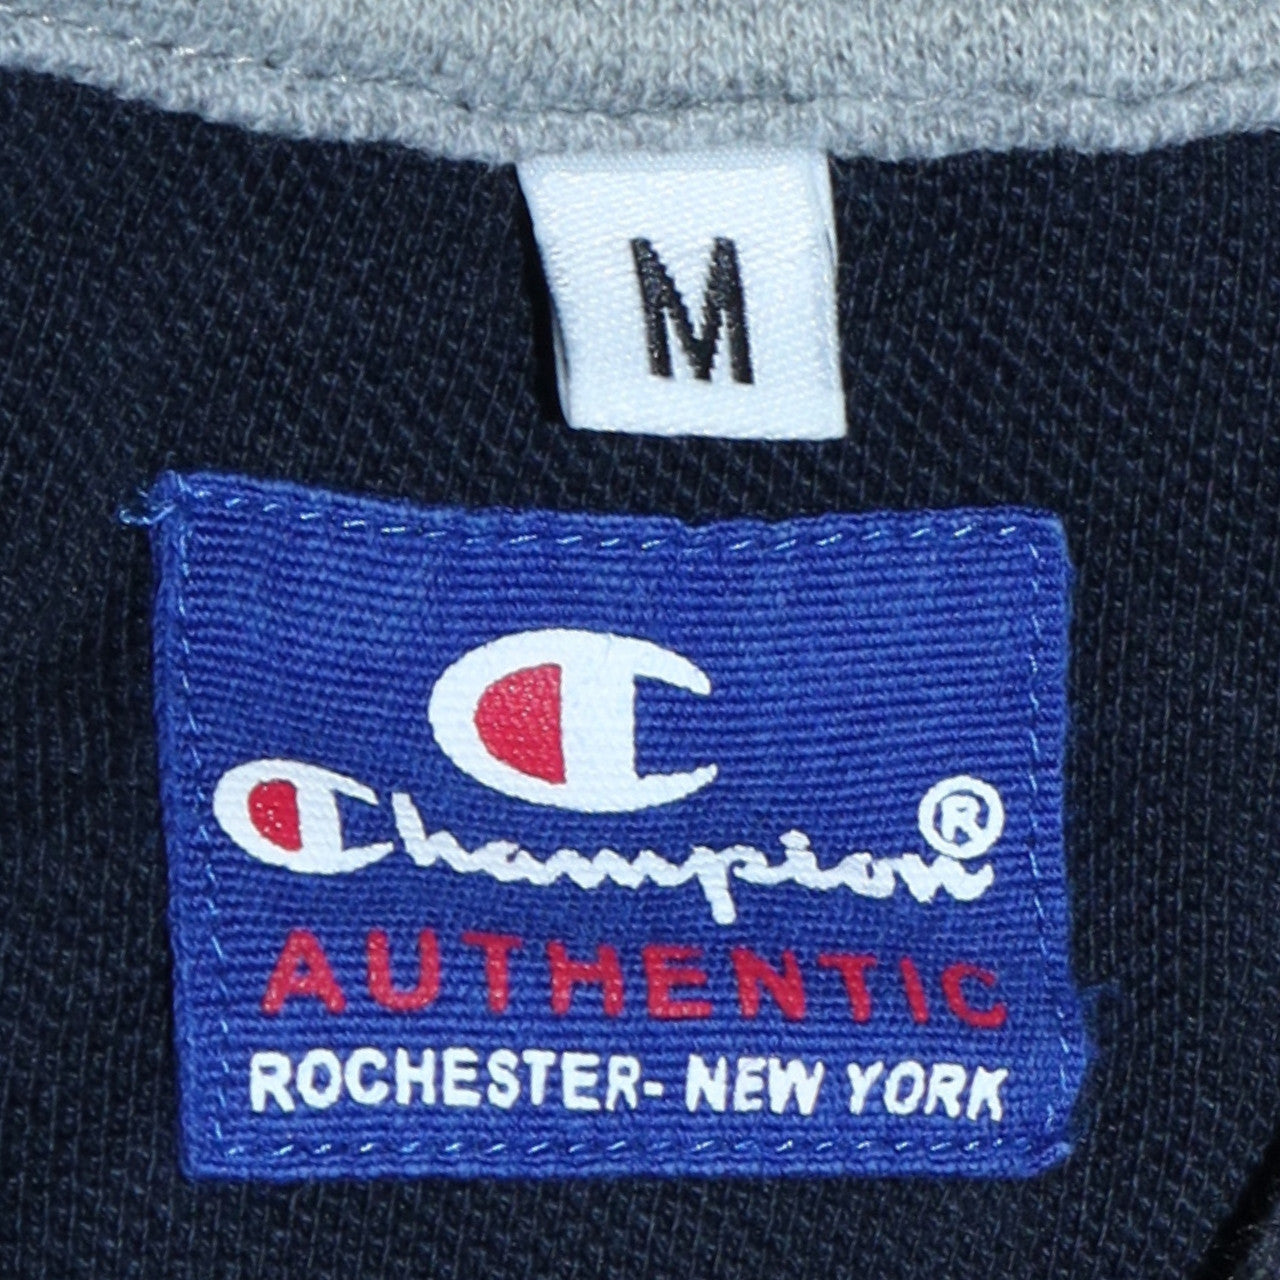 M
Champion®
AUTHENTIC
ROCHESTER- NEW YORK